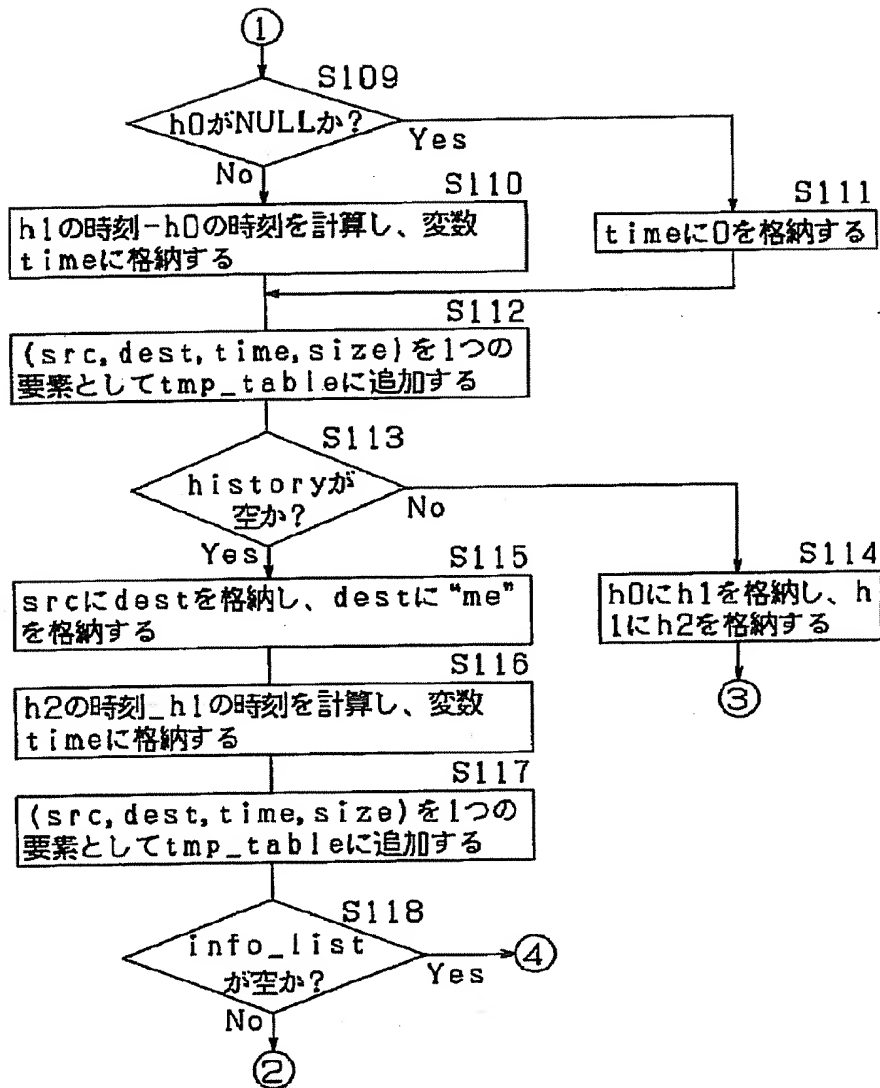 ①
S109
h0がNULLか？
Yes
No
S110
h1の時刻-h0の時刻を計算し、変数
timeに格納する
S111
timeに0を格納する
S112
(src,dest,time,size)を1つの
要素としてtmp_tableに追加する
S113
historyが
空か？
No
Yes
S115
srcにdestを格納し、destに“me”
を格納する
S114
h0にh1を格納し、h
1にh2を格納する
③
S116
h2の時刻_h1の時刻を計算し、変数
timeに格納する
S117
(src,dest,time,size)を1つの
要素としてtmp_tableに追加する
S118
info_list
が空か？
Yes
④
No
②